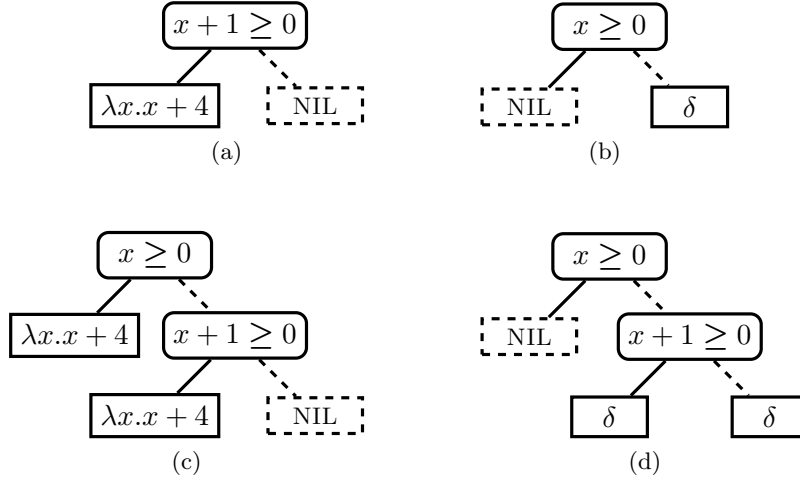 x + 1 ≥ 0
x ≥ 0
λx.x + 4
NIL
NIL
δ
(a)
(b)
x ≥ 0
x ≥ 0
λx.x + 4
x + 1 ≥ 0
NIL
x + 1 ≥ 0
λx.x + 4
NIL
δ
δ
(c)
(d)